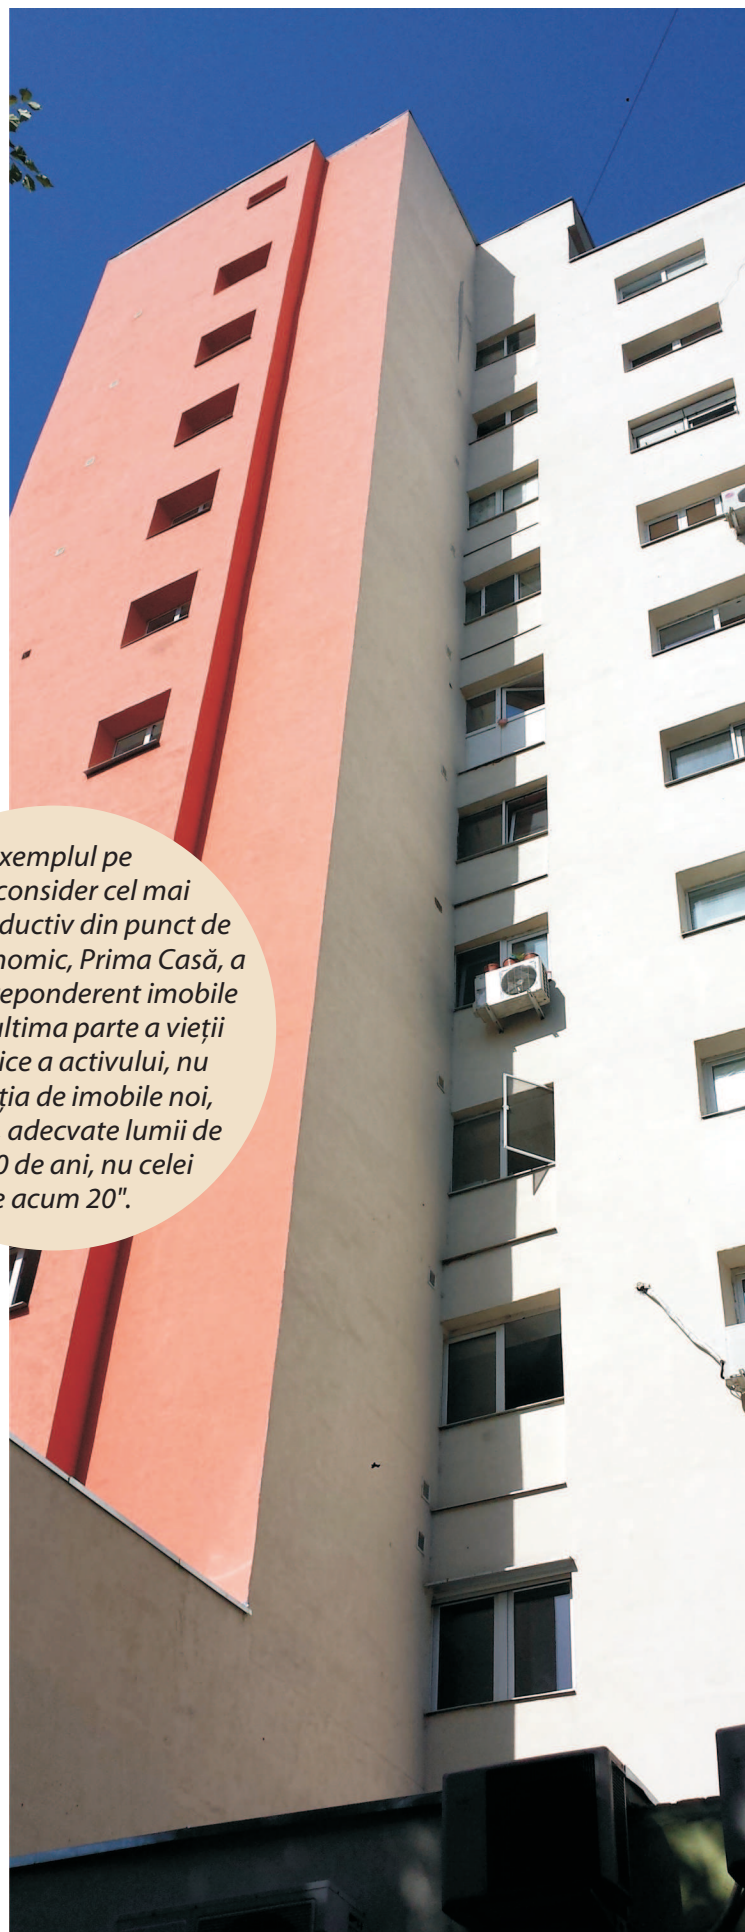 xemplul pe
consider cel mai
ductiv din punct de
nomic, Prima Casă, a
reponderent imobile
ultima parte a vieții
ice a activului, nu
ția de imobile noi,
adecvate lumii de
0 de ani, nu celei
e acum 20".